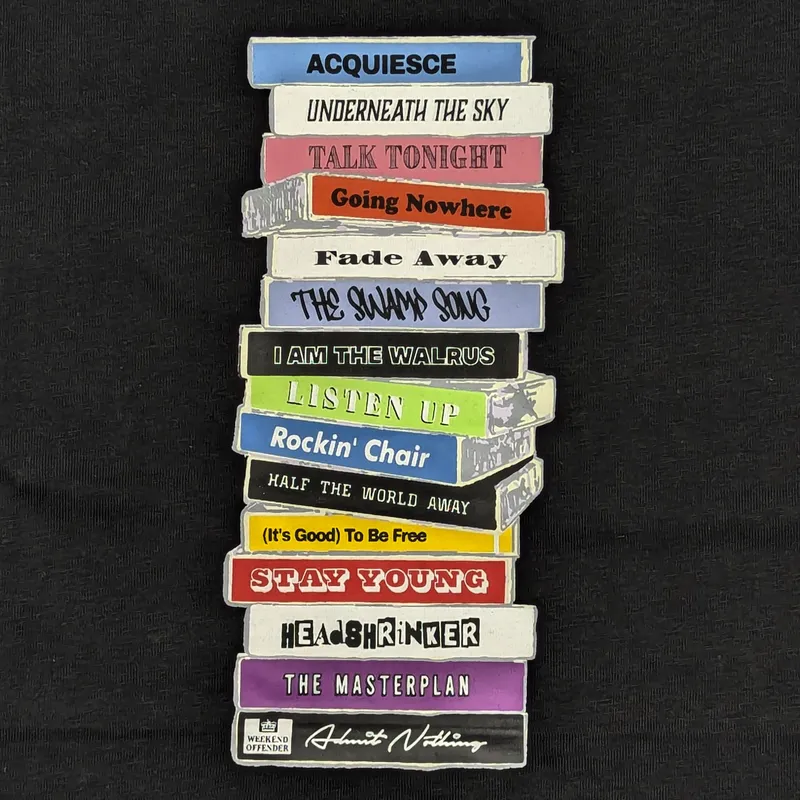 ACQUIESCE
UNDERNEATH THE SKY
TALK TONIGHT
Going Nowhere
Fade Away
THE SWAMP SONG
I AM THE WALRUS
LISTEN UP
Rockin' Chair
HALF THE WORLD AWAY
(It's Good) To Be Free
STAY YOUNG
HEAdSHRiNKER
THE MASTERPLAN
WEEKEND
OFFENDER
Admit Nothing